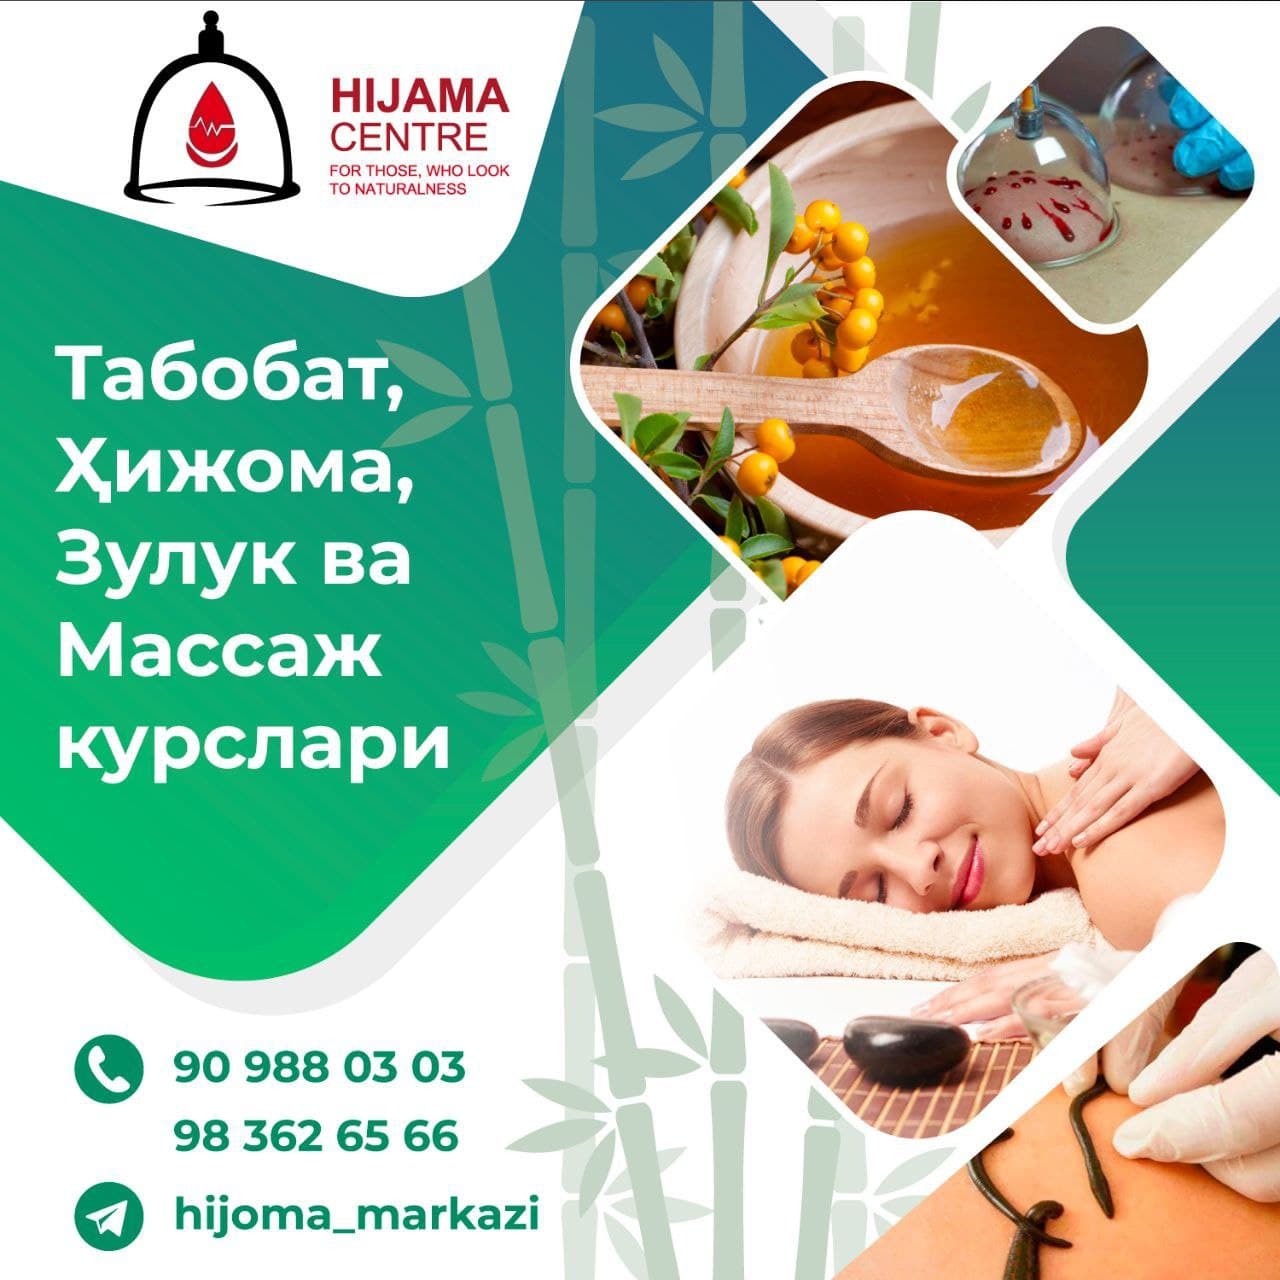 HIJAMA
CENTRE
FOR THOSE, WHO LOOK
TO NATURALNESS
Табобат,
Ҳижома,
Зулук ва
Массаж
курслари
90 988 03 03
98 362 65 66
hijoma_markazi